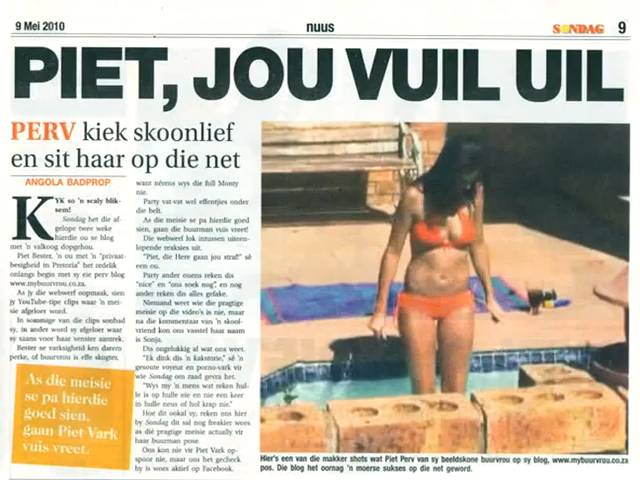 9 Mei 2010
nuus
SONDAG 9
PIET, JOU VUIL UIL
PERV kiek skoonlief
en sit haar op die net
ANGOLA BADPROP
KYK so 'n scaly blik-
sem!
Sondag het die af-
gelope twee weke
hierdie ou se blog
met 'n valkoog dopgehou.
Piet Bester, 'n ou met 'n "privaat-
besigheid in Pretoria" het redelik
onlangs begin met sy eie perv blog
www.mybuurvrou.co.za.
As jy die webwerf oopmaak, sien
jy YouTube-tipe clips waar 'n mei-
sie afgeloer word.
In sommige van die clips sonbad
sy, in ander word sy afgeloer waar
sy saans voor haar venster aantrek.
Bester se varksigheid ken darem
perke, of buurvrou is effe skugter,
want nêrens wys die full Monty
nie.
Party vat-vat wel effentjies onder
die belt.
As die meisie se pa hierdie goed
sien, gaan die buurman vuis vreet!
Die webwerf lok intussen uiteen-
lopende reaksies uit.
"Piet, die Here gaan jou straf!" sê
een ou.
Party ander ouens reken dis
"nice" en "ons soek nog", en nog
ander reken dis alles gefake.
Niemand weet wie die pragtige
meisie op die video's is nie, maar
na die kommentaar van 'n skool-
vriend kon ons vasstel haar naam
is Sonja.
Dis ongelukkig al wat ons weet.
"Ek dink dis 'n kakstorie," sê 'n
gesoute voyeur en porno-vark vir
wie Sondag om raad gevra het.
"Wys my 'n mens wat reken hul-
le is op hulle eie en nie een keer
in hulle neus of hol krap nie."
Hoe dit ookal sy, reken ons hier
by Sondag dit sal nog freakier wees
as dié pragtige meisie actually vir
haar buurman pose.
Ons kon nie vir Piet Vark op-
spoor nie, maar ons het gecheck
hy is woes aktief op Facebook.
As die meisie
se pa hierdie
goed sien,
gaan Piet Vark
vuis vreet.
Hier's een van die makker shots wat Piet Perv van sy beeldskone buurvrou op sy blog, www.mybuurvrou.co.za
pos. Die blog het oornag 'n moerse sukses op die net geword.